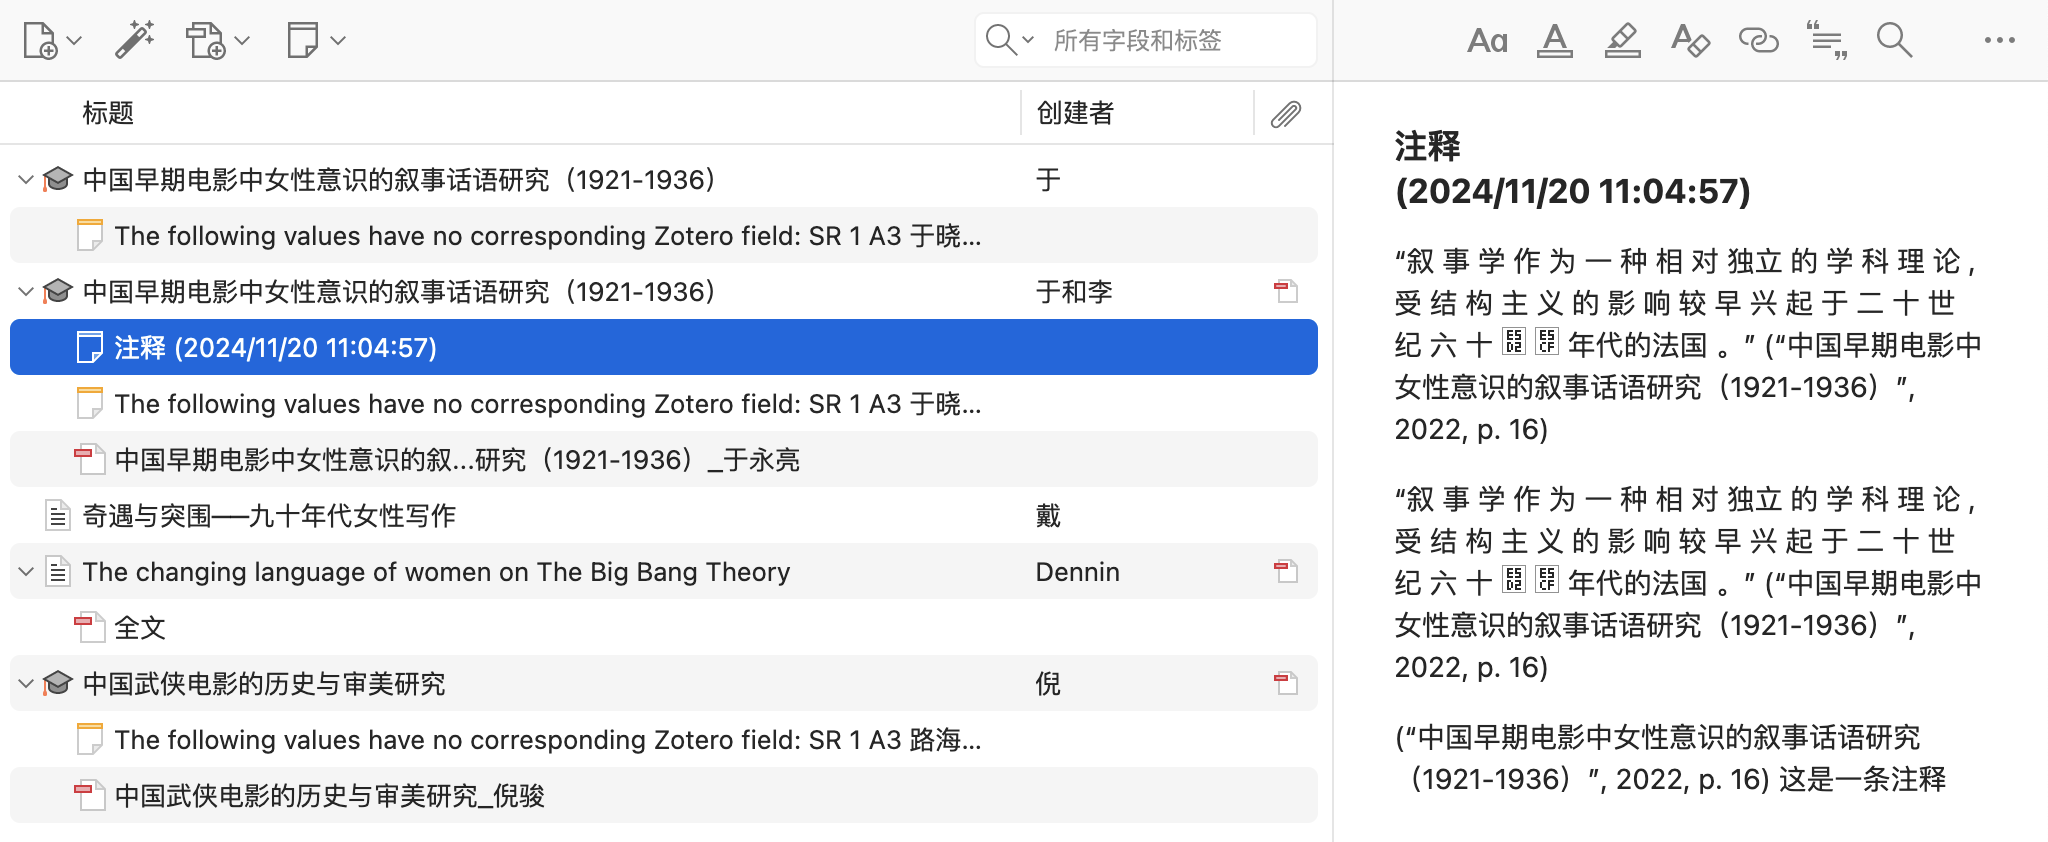 所有字段和标签
Aa
标题 创建者
中国早期电影中女性意识的叙事话语研究（1921-1936） 于
The following values have no corresponding Zotero field: SR 1 A3 于晓...
中国早期电影中女性意识的叙事话语研究（1921-1936） 于和李
注释 (2024/11/20 11:04:57)
The following values have no corresponding Zotero field: SR 1 A3 于晓...
中国早期电影中女性意识的叙...研究（1921-1936）_于永亮
奇遇与突围──九十年代女性写作 戴
The changing language of women on The Big Bang Theory Dennin
全文
中国武侠电影的历史与审美研究 倪
The following values have no corresponding Zotero field: SR 1 A3 路海...
中国武侠电影的历史与审美研究_倪骏
注释
(2024/11/20 11:04:57)
“叙 事 学 作 为 一 种 相 对 独立 的 学 科 理 论 ,
受 结 构 主 义 的 影 响 较 早 兴 起 于 二 十 世
纪 六 十 年代的法国 。” (“中国早期电影中
女性意识的叙事话语研究（1921-1936）”,
2022, p. 16)
“叙 事 学 作 为 一 种 相 对 独立 的 学 科 理 论 ,
受 结 构 主 义 的 影 响 较 早 兴 起 于 二 十 世
纪 六 十 年代的法国 。” (“中国早期电影中
女性意识的叙事话语研究（1921-1936）”,
2022, p. 16)
(“中国早期电影中女性意识的叙事话语研究
（1921-1936）”, 2022, p. 16) 这是一条注释